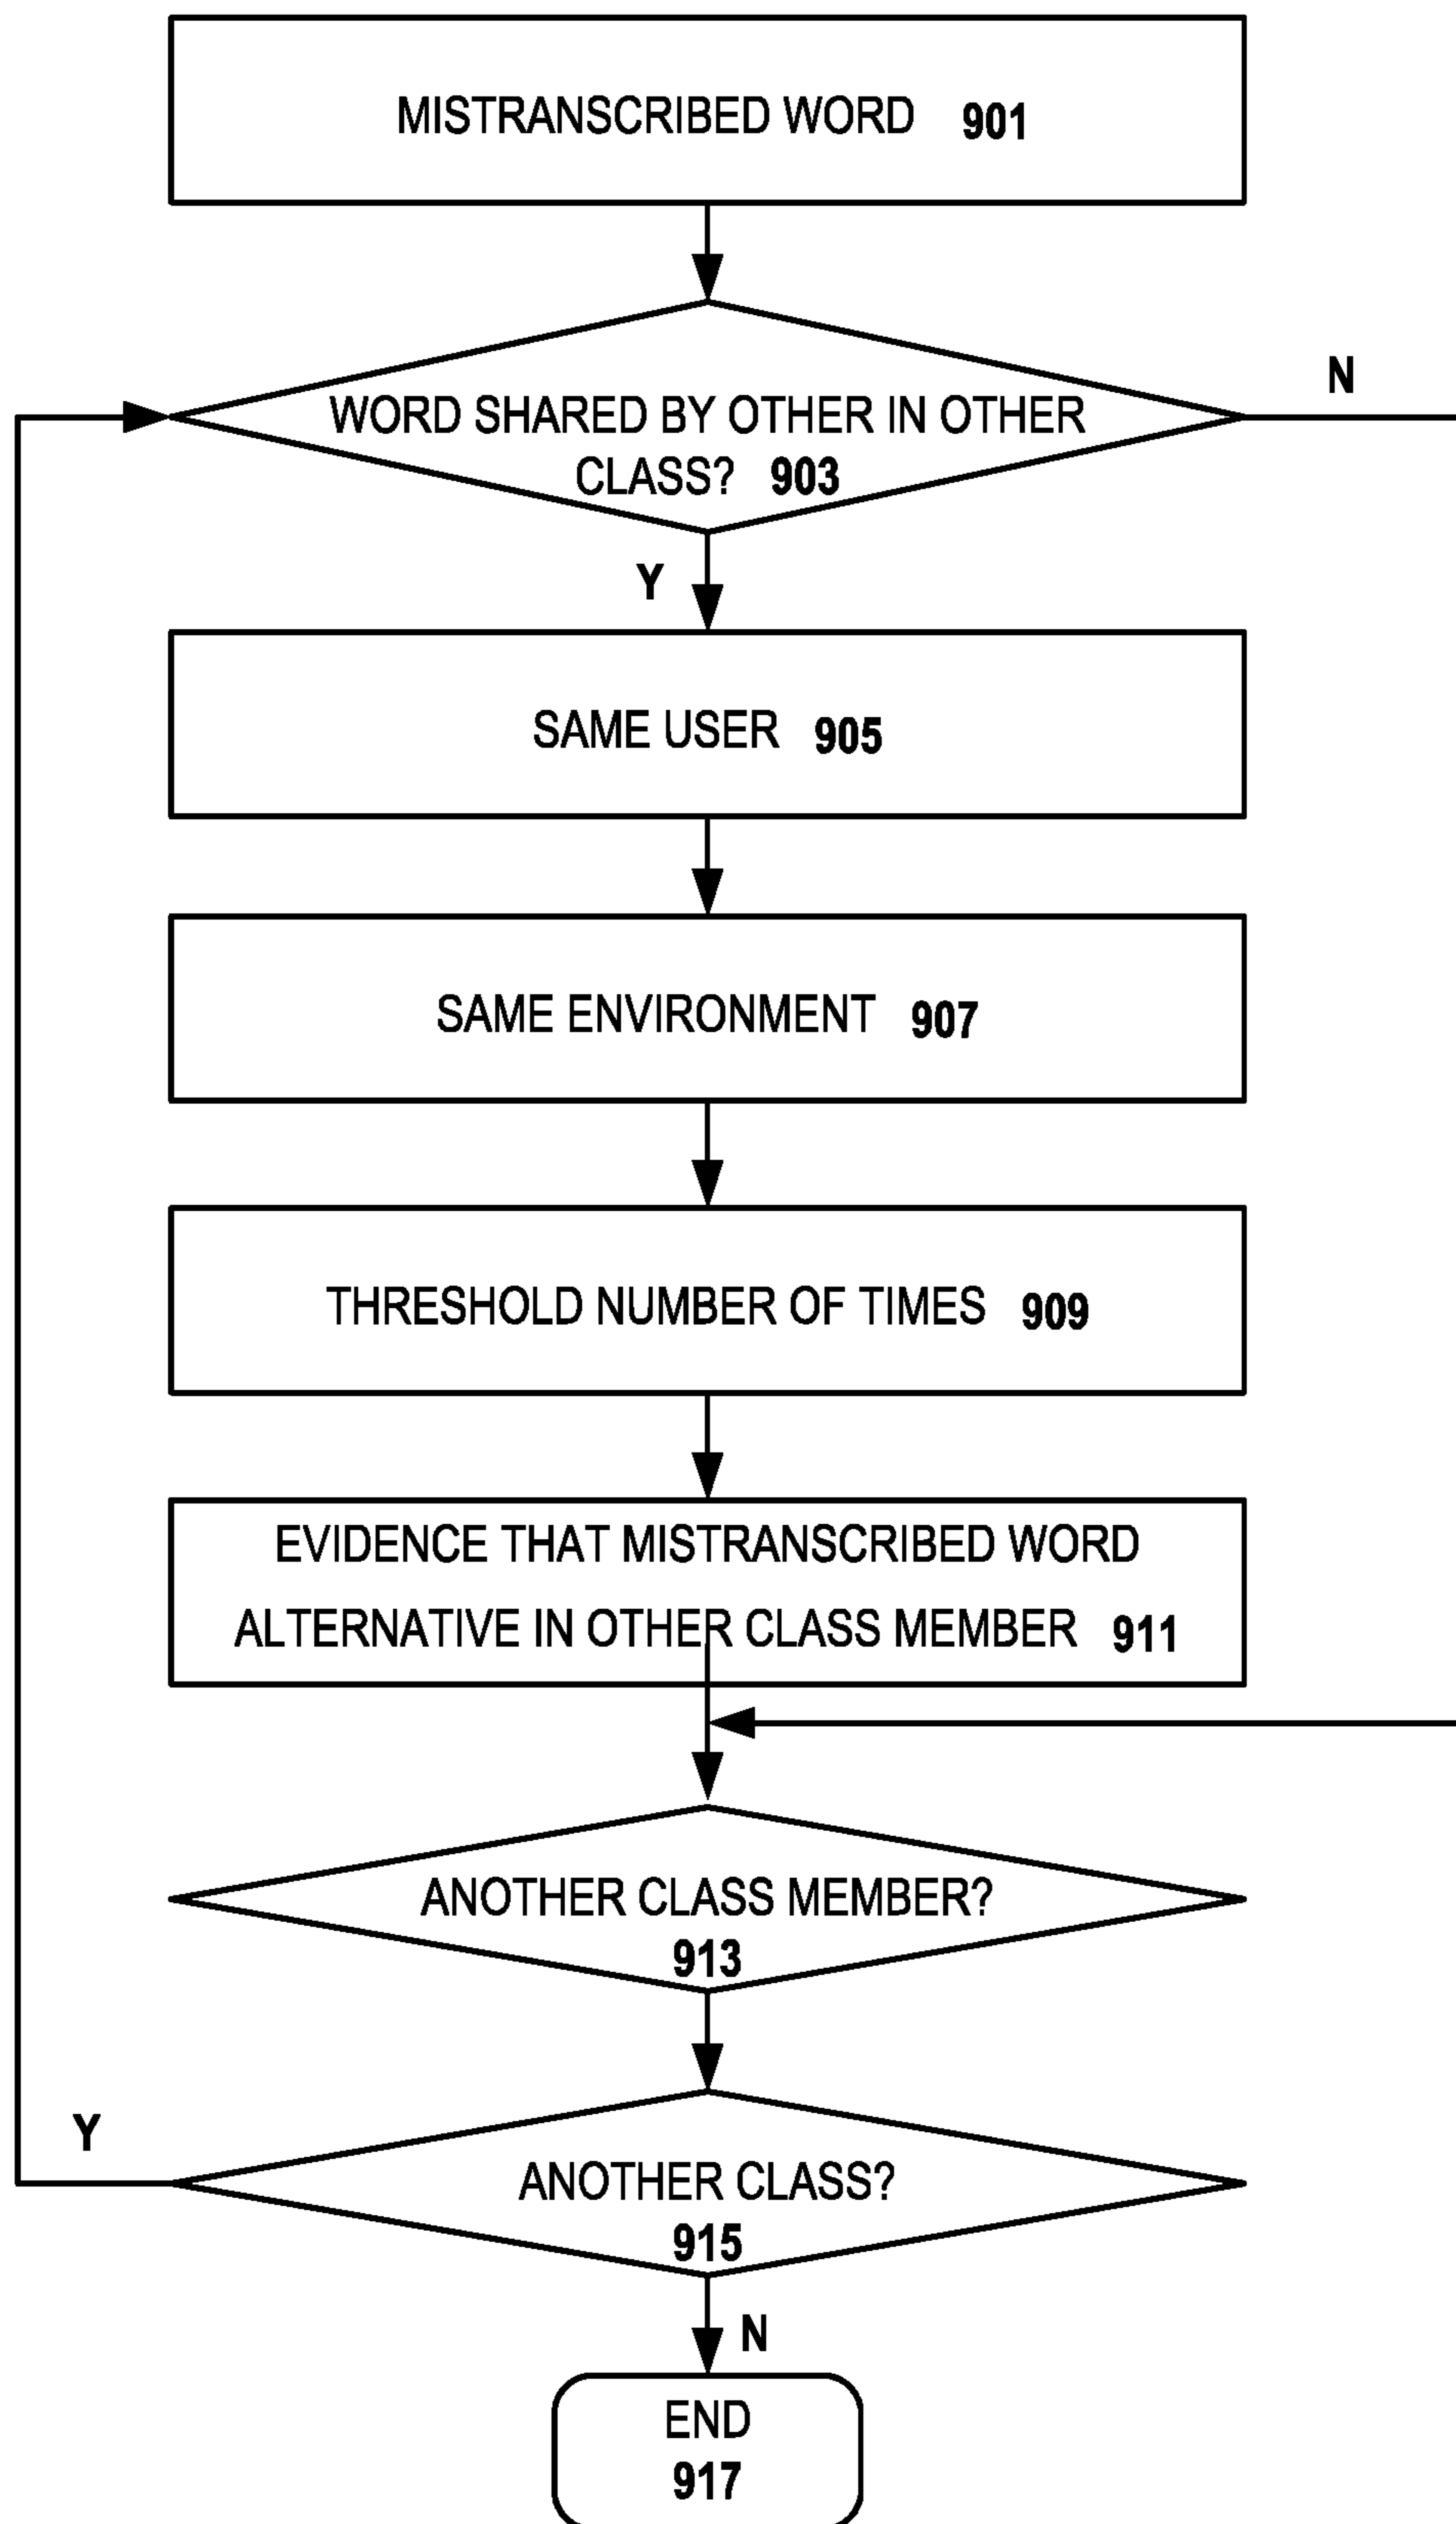 MISTRANSCRIBED WORD 901
WORD SHARED BY OTHER IN OTHER
CLASS? 903
N
Y
SAME USER 905
SAME ENVIRONMENT 907
THRESHOLD NUMBER OF TIMES 909
EVIDENCE THAT MISTRANSCRIBED WORD
ALTERNATIVE IN OTHER CLASS MEMBER 911
ANOTHER CLASS MEMBER?
913
Y
ANOTHER CLASS?
915
N
END
917